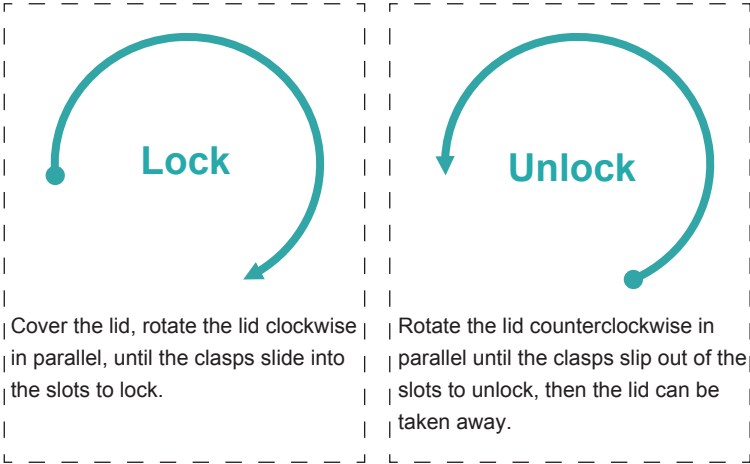 Lock
Cover the lid, rotate the lid clockwise
in parallel, until the clasps slide into
the slots to lock.
Unlock
Rotate the lid counterclockwise in
parallel until the clasps slip out of the
slots to unlock, then the lid can be
taken away.